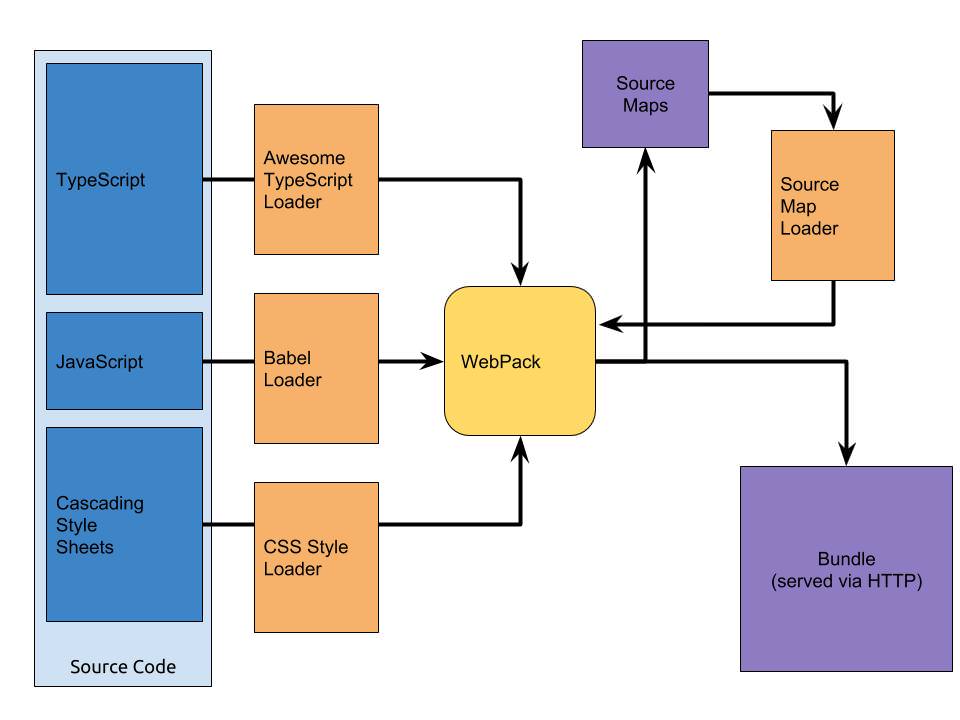 TypeScript
JavaScript
Cascading
Style
Sheets
Source Code
Awesome
TypeScript
Loader
Babel
Loader
CSS Style
Loader
WebPack
Source
Maps
Source
Map
Loader
Bundle
(served via HTTP)